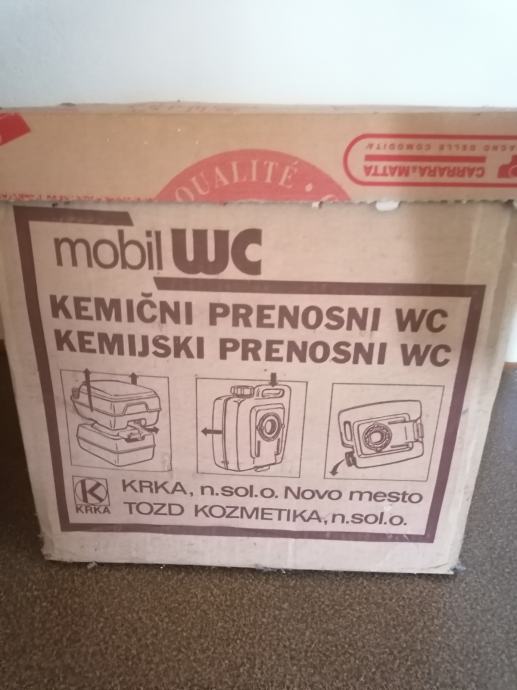 QUALITÉ
CARRARA & MATTA
mobil WC
KEMIČNI PRENOSNI WC
KEMIJSKI PRENOSNI WC
KRKA
KRKA, n.sol.o. Novo mesto
TOZD KOZMETIKA, n.sol.o.